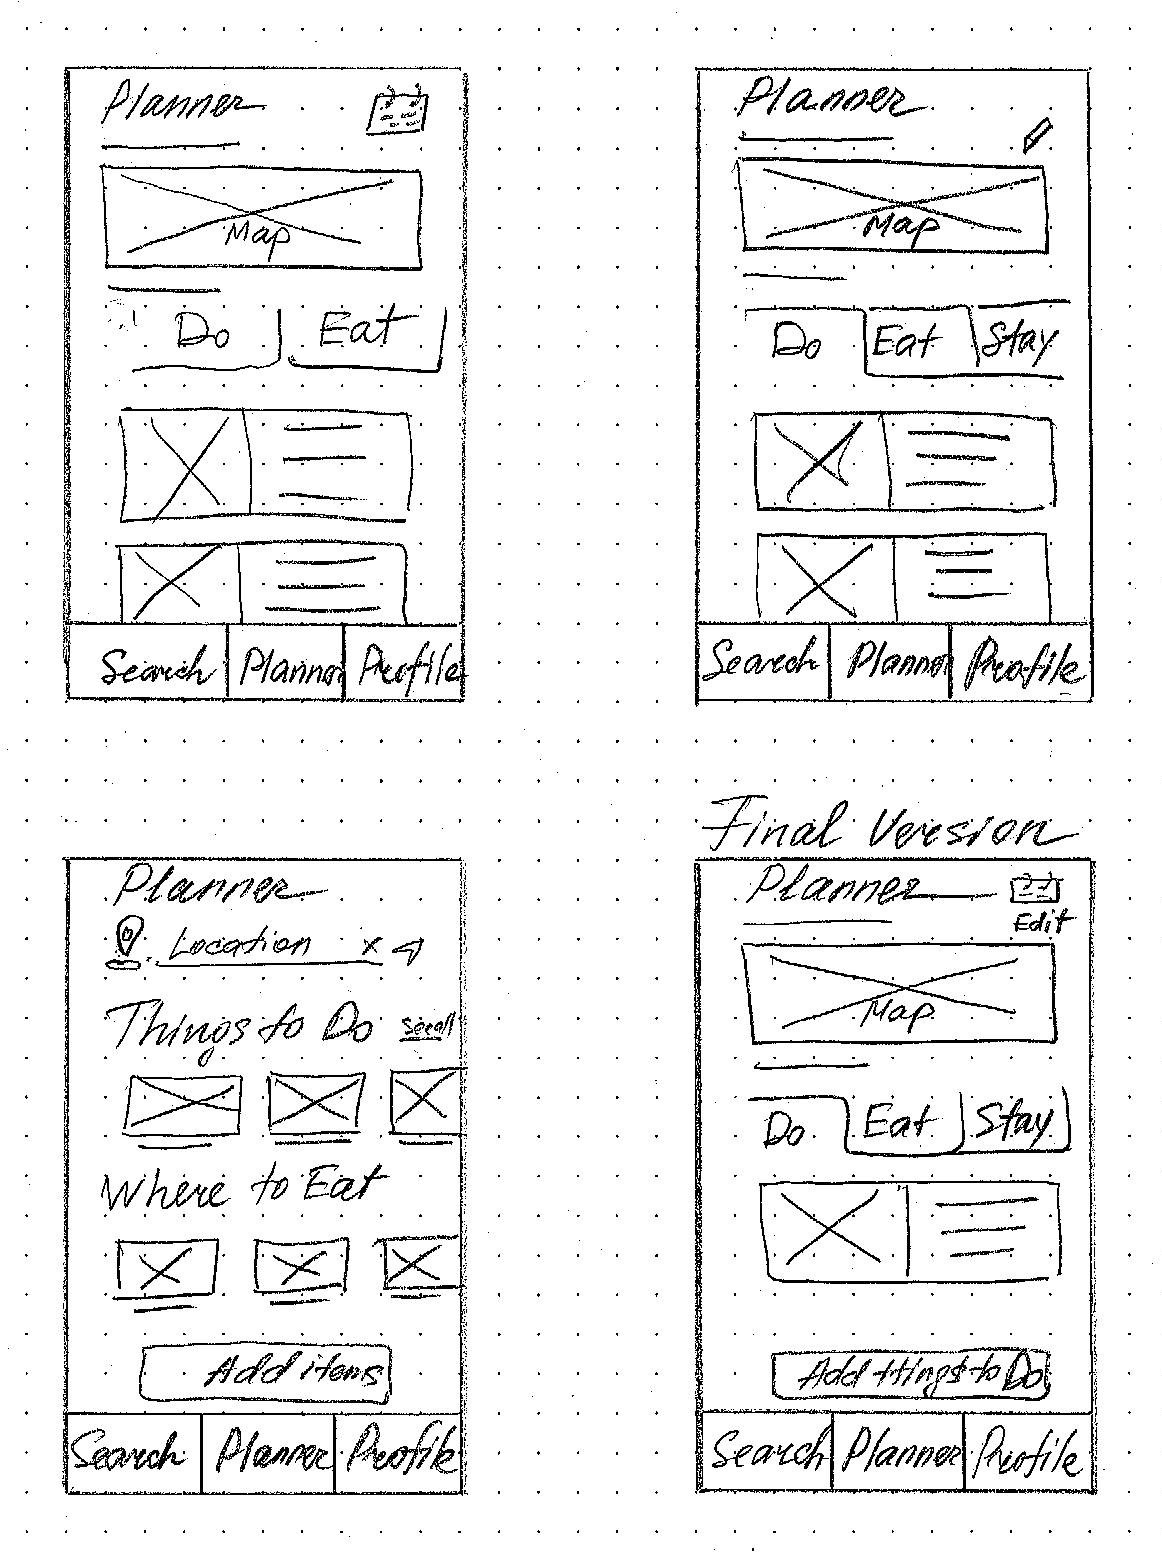 Planner
Map
Do Eat
Search Planner Profile
Planner
Map
Do Eat Stay
Search Planner Profile
Planner
Location x
Things to Do Scroll
Where to Eat
Add items
Search Planner Profile
Final Version
Planner
Edit
Map
Do Eat Stay
Add things to Do
Search Planner Profile